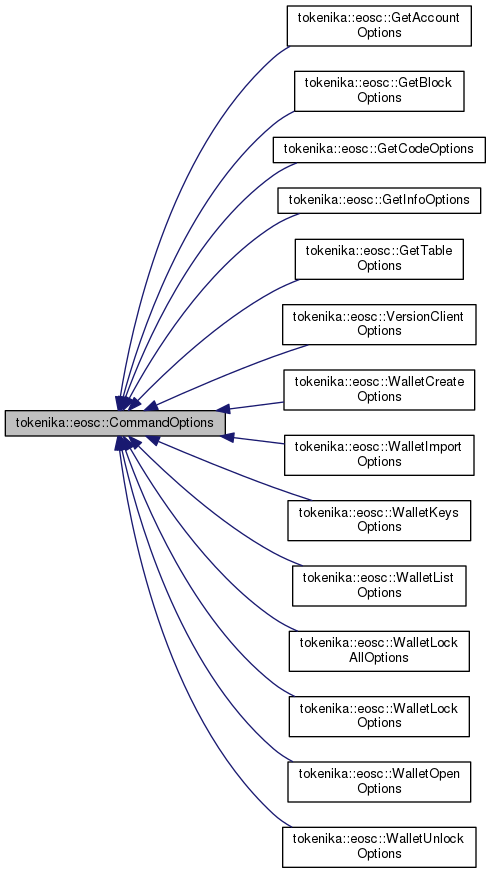 tokenika::eosc::GetAccount
Options
tokenika::eosc::GetBlock
Options
tokenika::eosc::GetCodeOptions
tokenika::eosc::GetInfoOptions
tokenika::eosc::GetTable
Options
tokenika::eosc::VersionClient
Options
tokenika::eosc::WalletCreate
Options
tokenika::eosc::CommandOptions
tokenika::eosc::WalletImport
Options
tokenika::eosc::WalletKeys
Options
tokenika::eosc::WalletList
Options
tokenika::eosc::WalletLock
AllOptions
tokenika::eosc::WalletLock
Options
tokenika::eosc::WalletOpen
Options
tokenika::eosc::WalletUnlock
Options